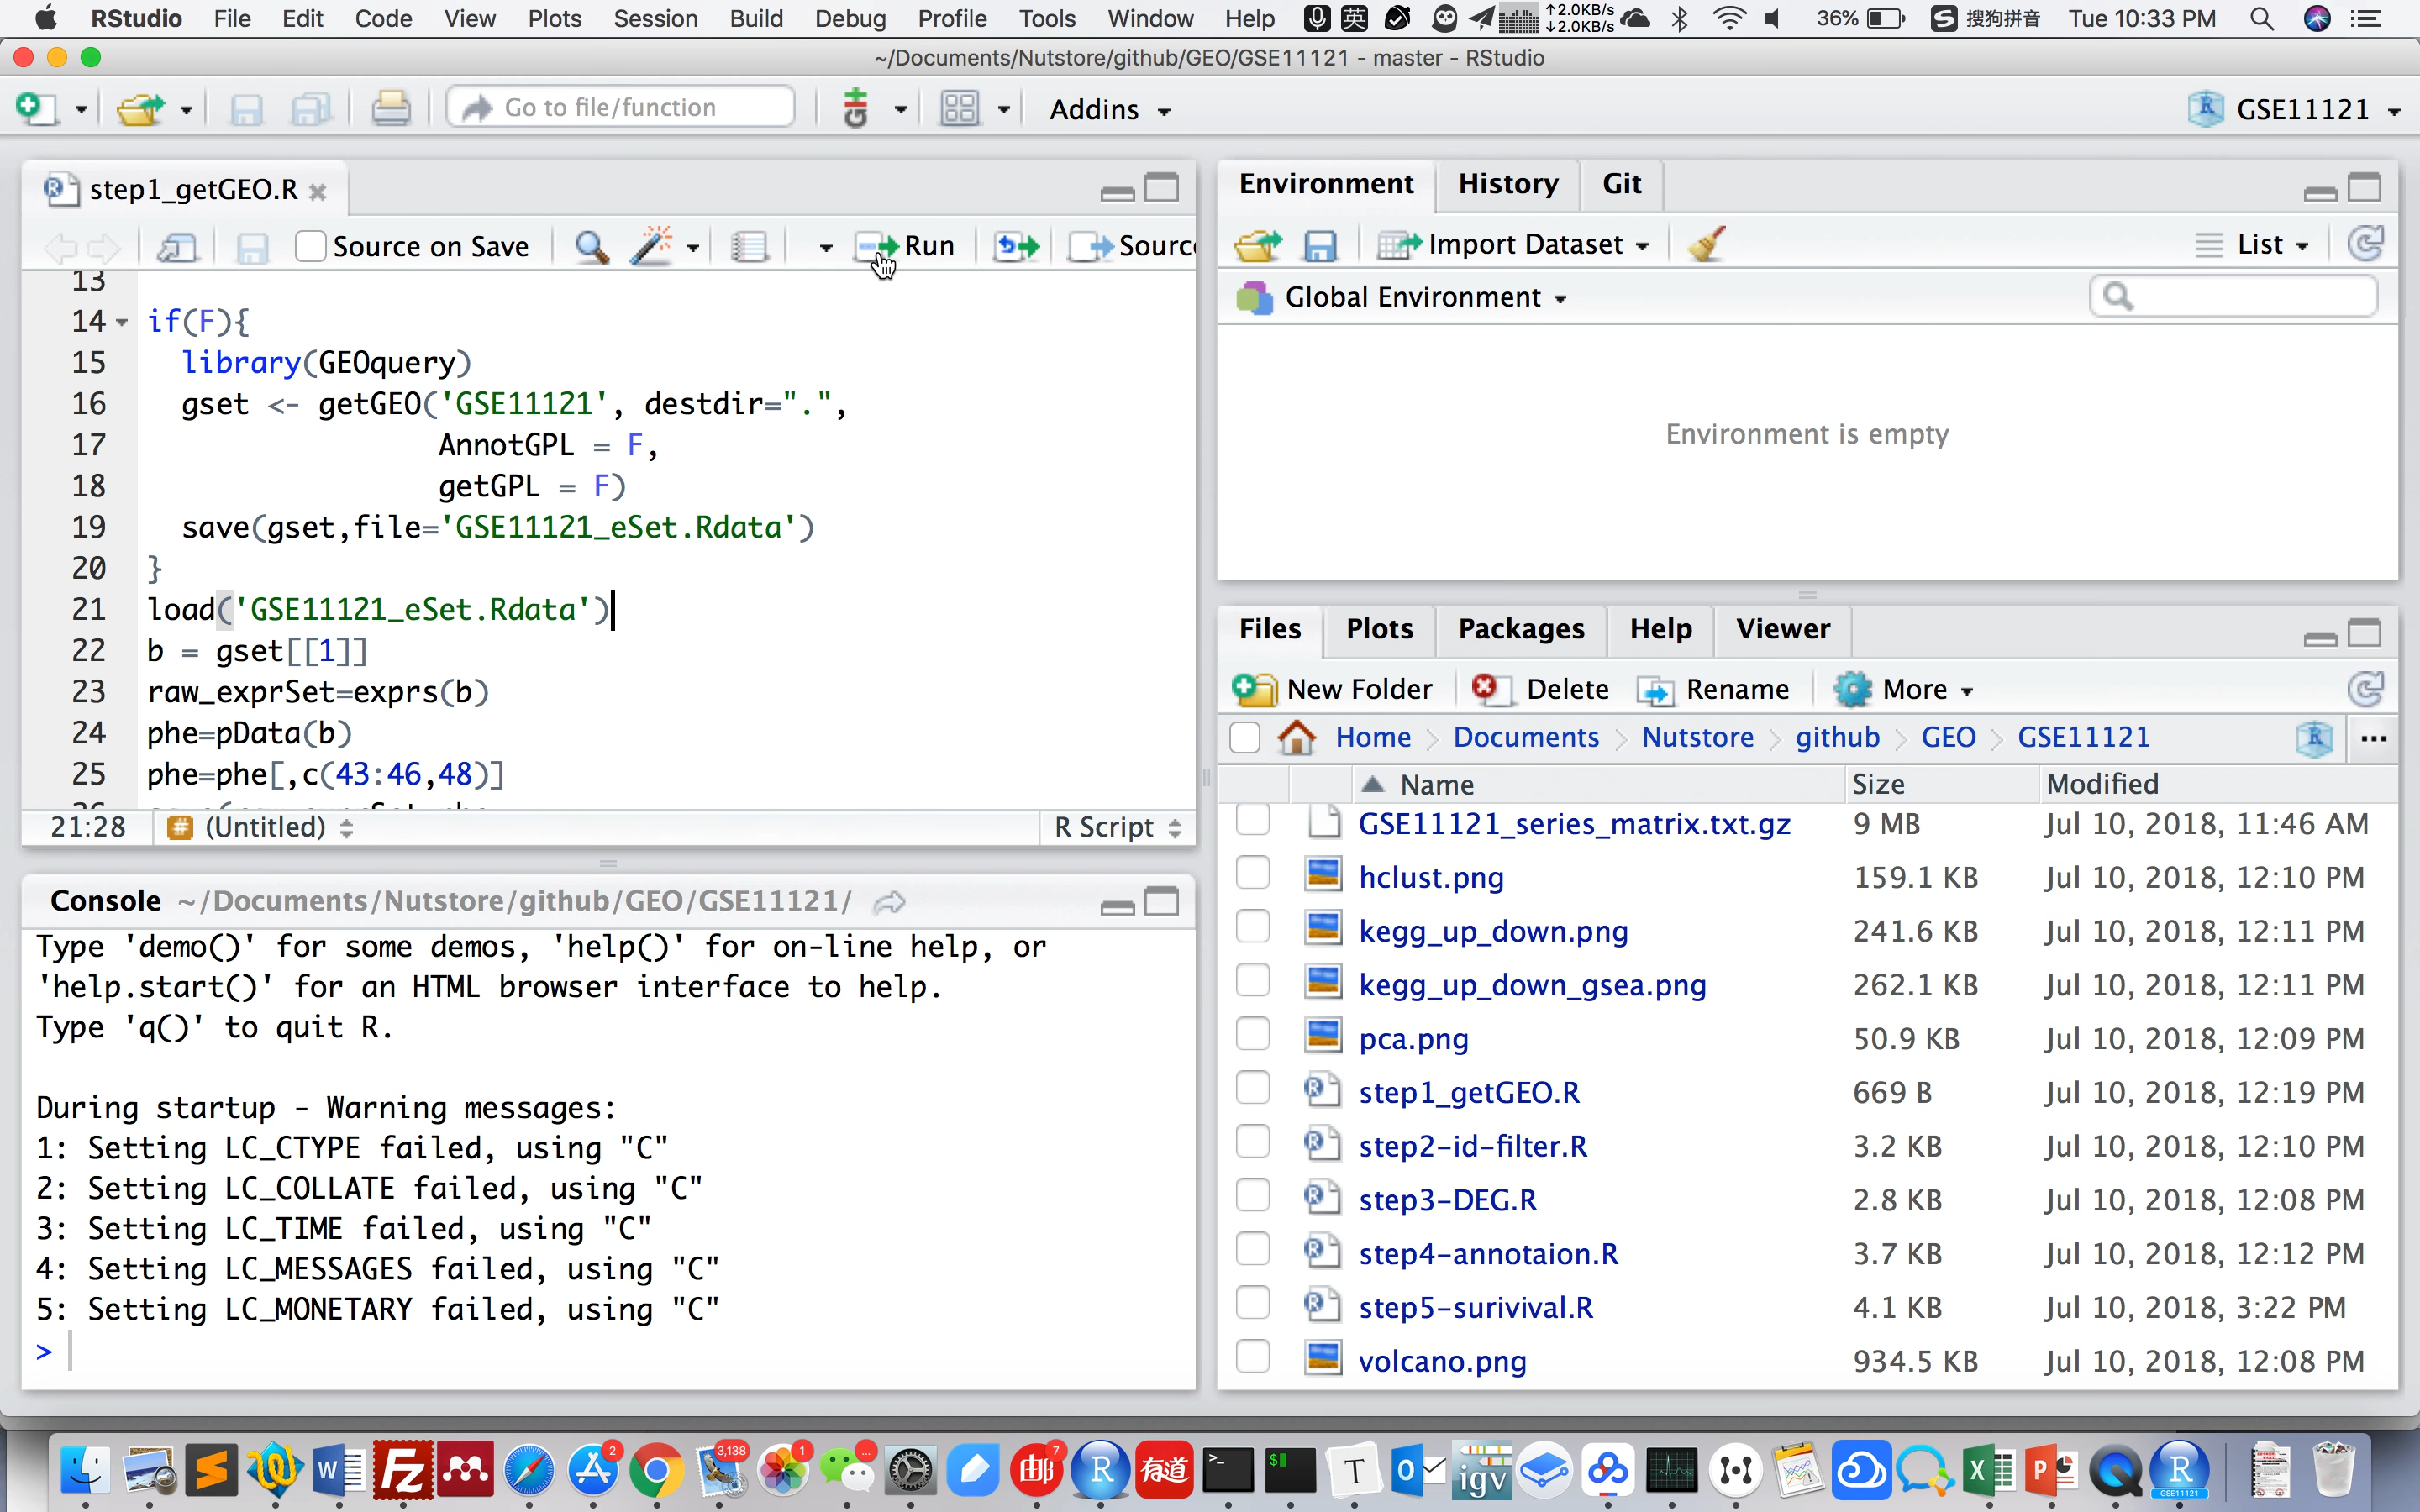 RStudio File Edit Code View Plots Session Build Debug Profile Tools Window Help 英 ↑2.0KB/s ↓2.0KB/s 36% 搜狗拼音 Tue 10:33 PM
~/Documents/Nutstore/github/GEO/GSE11121 - master - RStudio
Go to file/function Addins GSE11121
step1_getGEO.R
Source on Save Run Sourc
13
14 if(F){
15 library(GEOquery)
16 gset <- getGEO('GSE11121', destdir=".",
17 AnnotGPL = F,
18 getGPL = F)
19 save(gset,file='GSE11121_eSet.Rdata')
20 }
21 load('GSE11121_eSet.Rdata')
22 b = gset[[1]]
23 raw_exprSet=exprs(b)
24 phe=pData(b)
25 phe=phe[,c(43:46,48)]
21:28 # (Untitled) R Script
Console ~/Documents/Nutstore/github/GEO/GSE11121/
Type 'demo()' for some demos, 'help()' for on-line help, or
'help.start()' for an HTML browser interface to help.
Type 'q()' to quit R.
During startup - Warning messages:
1: Setting LC_CTYPE failed, using "C"
2: Setting LC_COLLATE failed, using "C"
3: Setting LC_TIME failed, using "C"
4: Setting LC_MESSAGES failed, using "C"
5: Setting LC_MONETARY failed, using "C"
>
Environment History Git
Import Dataset List
Global Environment
Environment is empty
Files Plots Packages Help Viewer
New Folder Delete Rename More
Home Documents Nutstore github GEO GSE11121 ...
Name Size Modified
GSE11121_series_matrix.txt.gz 9 MB Jul 10, 2018, 11:46 AM
hclust.png 159.1 KB Jul 10, 2018, 12:10 PM
kegg_up_down.png 241.6 KB Jul 10, 2018, 12:11 PM
kegg_up_down_gsea.png 262.1 KB Jul 10, 2018, 12:11 PM
pca.png 50.9 KB Jul 10, 2018, 12:09 PM
step1_getGEO.R 669 B Jul 10, 2018, 12:19 PM
step2-id-filter.R 3.2 KB Jul 10, 2018, 12:10 PM
step3-DEG.R 2.8 KB Jul 10, 2018, 12:08 PM
step4-annotaion.R 3.7 KB Jul 10, 2018, 12:12 PM
step5-surivival.R 4.1 KB Jul 10, 2018, 3:22 PM
volcano.png 934.5 KB Jul 10, 2018, 12:08 PM
W Fz 2 3,138 1 ... 邮 7 R 有道 >_ $ T O igv X P R GSE11121